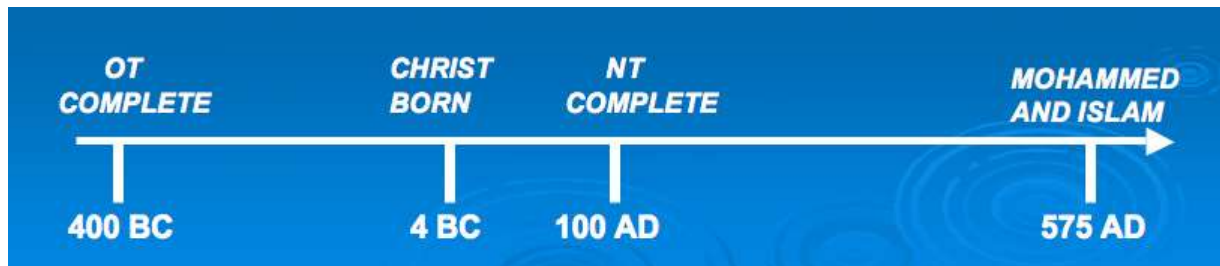 OT
COMPLETE
CHRIST
BORN
NT
COMPLETE
MOHAMMED
AND ISLAM
400 BC
4 BC
100 AD
575 AD